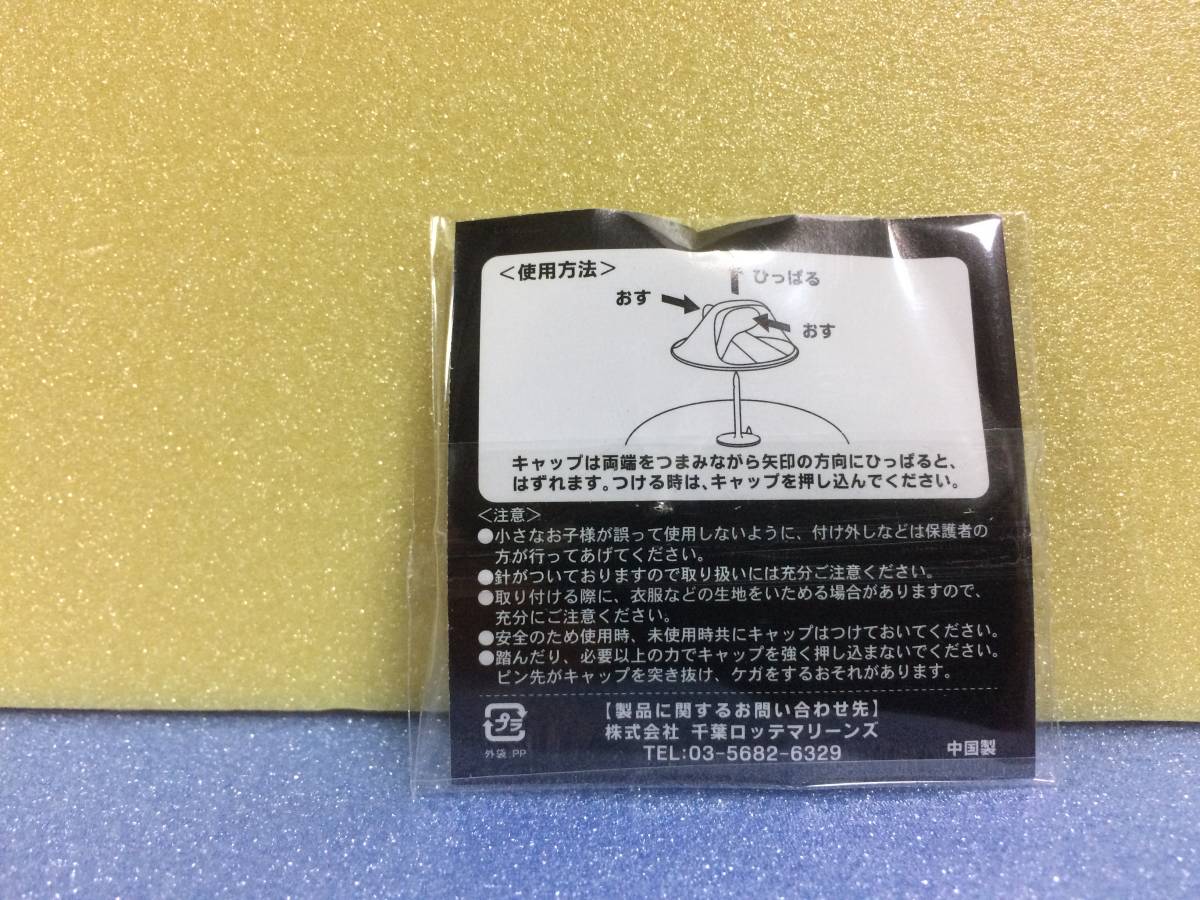 ＜使用方法＞
ひっぱる
おす
おす
キャップは両端をつまみながら矢印の方向にひっぱると、
はずれます。つける時は、キャップを押し込んでください。
＜注意＞
●小さなお子様が誤って使用しないように、付け外しなどは保護者の
方が行ってあげてください。
●針がついておりますので取り扱いには充分ご注意ください。
●取り付ける際に、衣服などの生地をいためる場合がありますので、
充分にご注意ください。
●安全のため使用時、未使用時共にキャップはつけておいてください。
●踏んだり、必要以上の力でキャップを強く押し込まないでください。
ピン先がキャップを突き抜け、ケガをするおそれがあります。
プラ
外袋 PP
【製品に関するお問い合わせ先】
株式会社 千葉ロッテマリーンズ
TEL:03-5682-6329
中国製